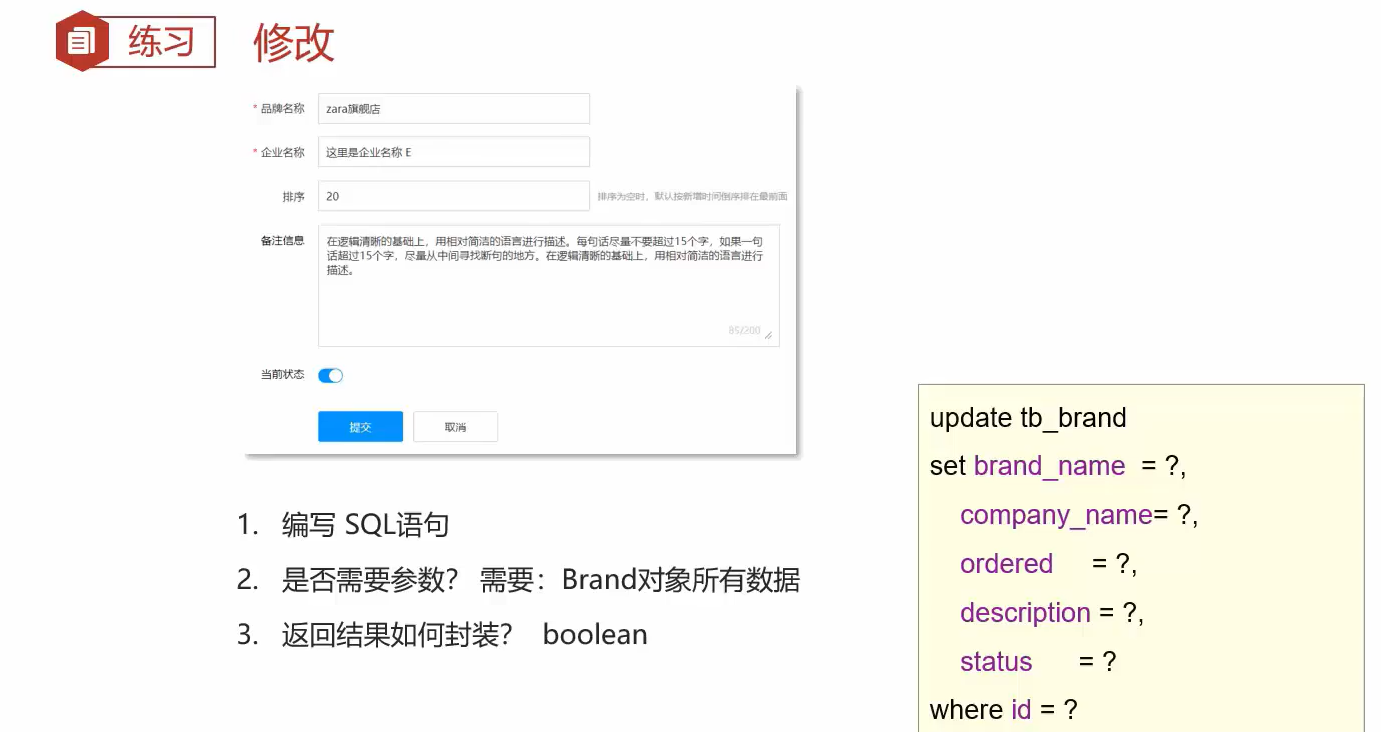 练习
修改
* 品牌名称 zara旗舰店
* 企业名称 这里是企业名称 E
排序 20 排序为空时，默认按新增时间倒序排在最前面
备注信息 在逻辑清晰的基础上，用相对简洁的语言进行描述。每句话尽量不要超过15个字，如果一句
话超过15个字，尽量从中间寻找断句的地方。在逻辑清晰的基础上，用相对简洁的语言进行
描述。
85/200
当前状态
提交 取消
1. 编写 SQL语句
2. 是否需要参数？ 需要：Brand对象所有数据
3. 返回结果如何封装？ boolean
update tb_brand
set brand_name = ?,
company_name= ?,
ordered = ?,
description = ?,
status = ?
where id = ?